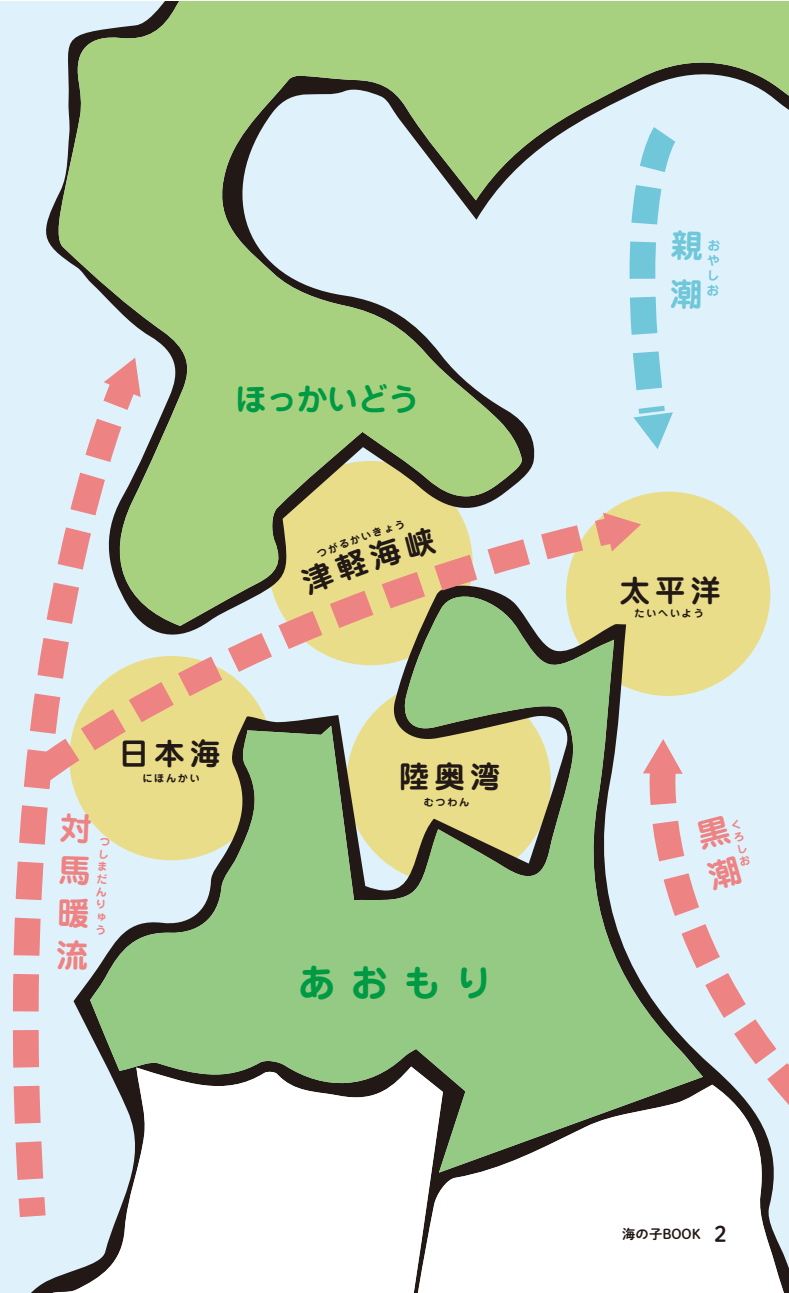 おやしお
親潮
ほっかいどう
つがるかいきょう
津軽海峡
太平洋
たいへいよう
日本海
にほんかい
陸奥湾
むつわん
対馬暖流
つしまだんりゅう
黒潮
くろしお
あおもり
海の子BOOK 2